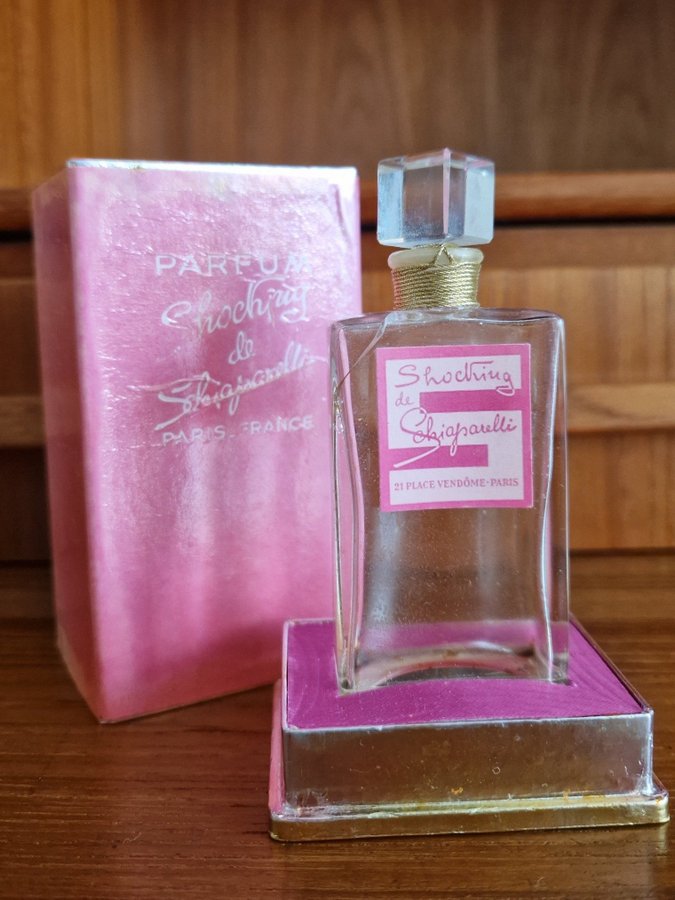 PARFUM
Shocking
de
Schiaparelli
PARIS-FRANCE
Shocking
de
Schiaparelli
21 PLACE VENDÔME-PARIS
S